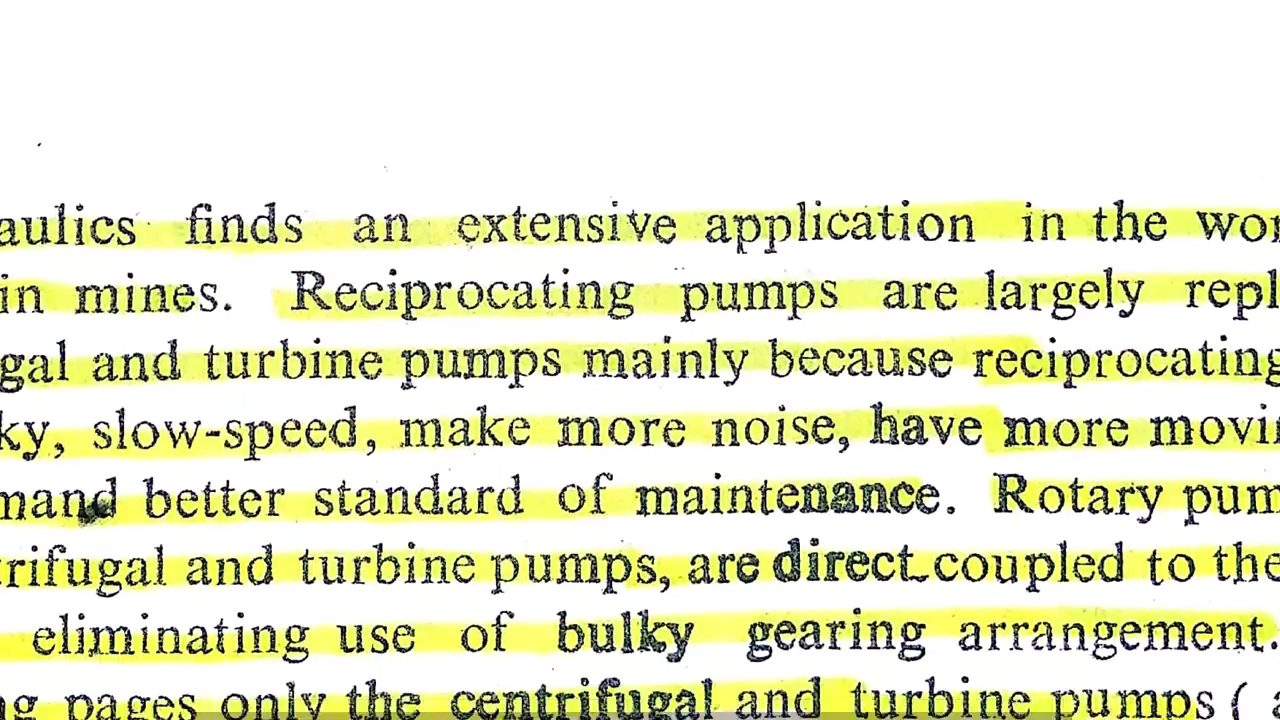 aulics finds an extensive application in the wor
in mines. Reciprocating pumps are largely repl
gal and turbine pumps mainly because reciprocating
ky, slow-speed, make more noise, have more movi
mand better standard of maintenance. Rotary pum
trifugal and turbine pumps, are direct coupled to the
eliminating use of bulky gearing arrangement.
ng pages only the centrifugal and turbine pumps ( a